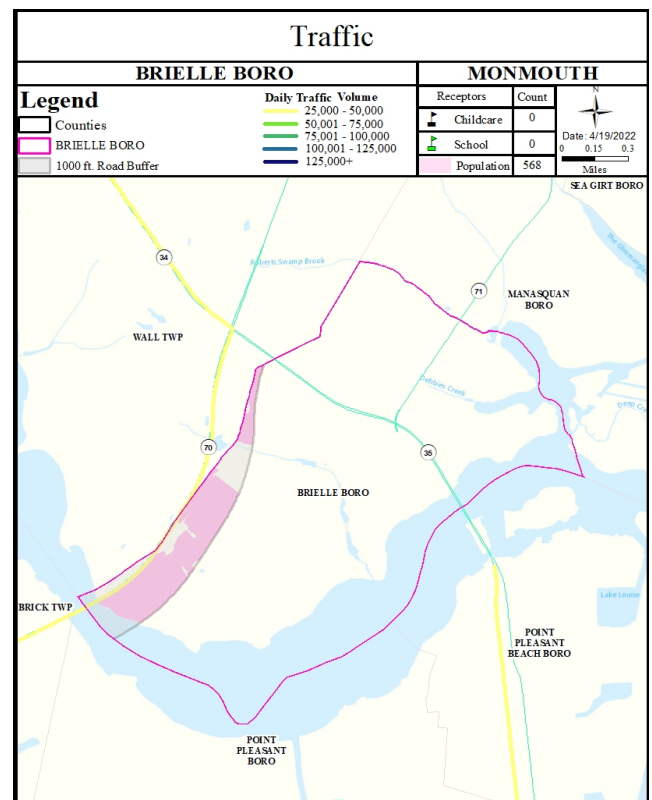 Traffic
BRIELLE BORO
MONMOUTH
Legend
Counties
BRIELLE BORO
1000 ft. Road Buffer
Daily Traffic Volume
25,000 - 50,000
50,001 - 75,000
75,001 - 100,000
100,001 - 125,000
125,000+
Receptors Count
Childcare 0
School 0
Population 568
N
Date: 4/19/2022
0 0.15 0.3
Miles
SEA GIRT BORO
34
Roberts Swamp Brook
71
MANASQUAN
BORO
WALL TWP
Debbies Creek
70
35
BRIELLE BORO
BRICK TWP
POINT
PLEASANT
BEACH BORO
POINT
PLEASANT
BORO